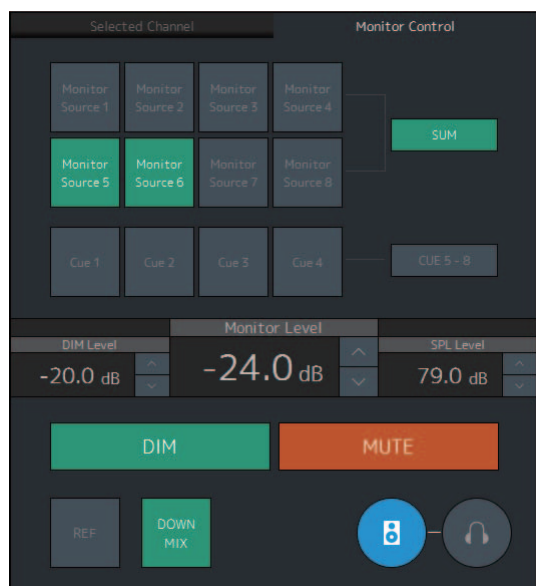 Selected Channel
Monitor Control
Monitor
Source 1
Monitor
Source 2
Monitor
Source 3
Monitor
Source 4
SUM
Monitor
Source 5
Monitor
Source 6
Monitor
Source 7
Monitor
Source 8
Cue 1
Cue 2
Cue 3
Cue 4
CUE 5 - 8
Monitor Level
DIM Level
SPL Level
-20.0 dB
-24.0 dB
79.0 dB
DIM
MUTE
REF
DOWN
MIX